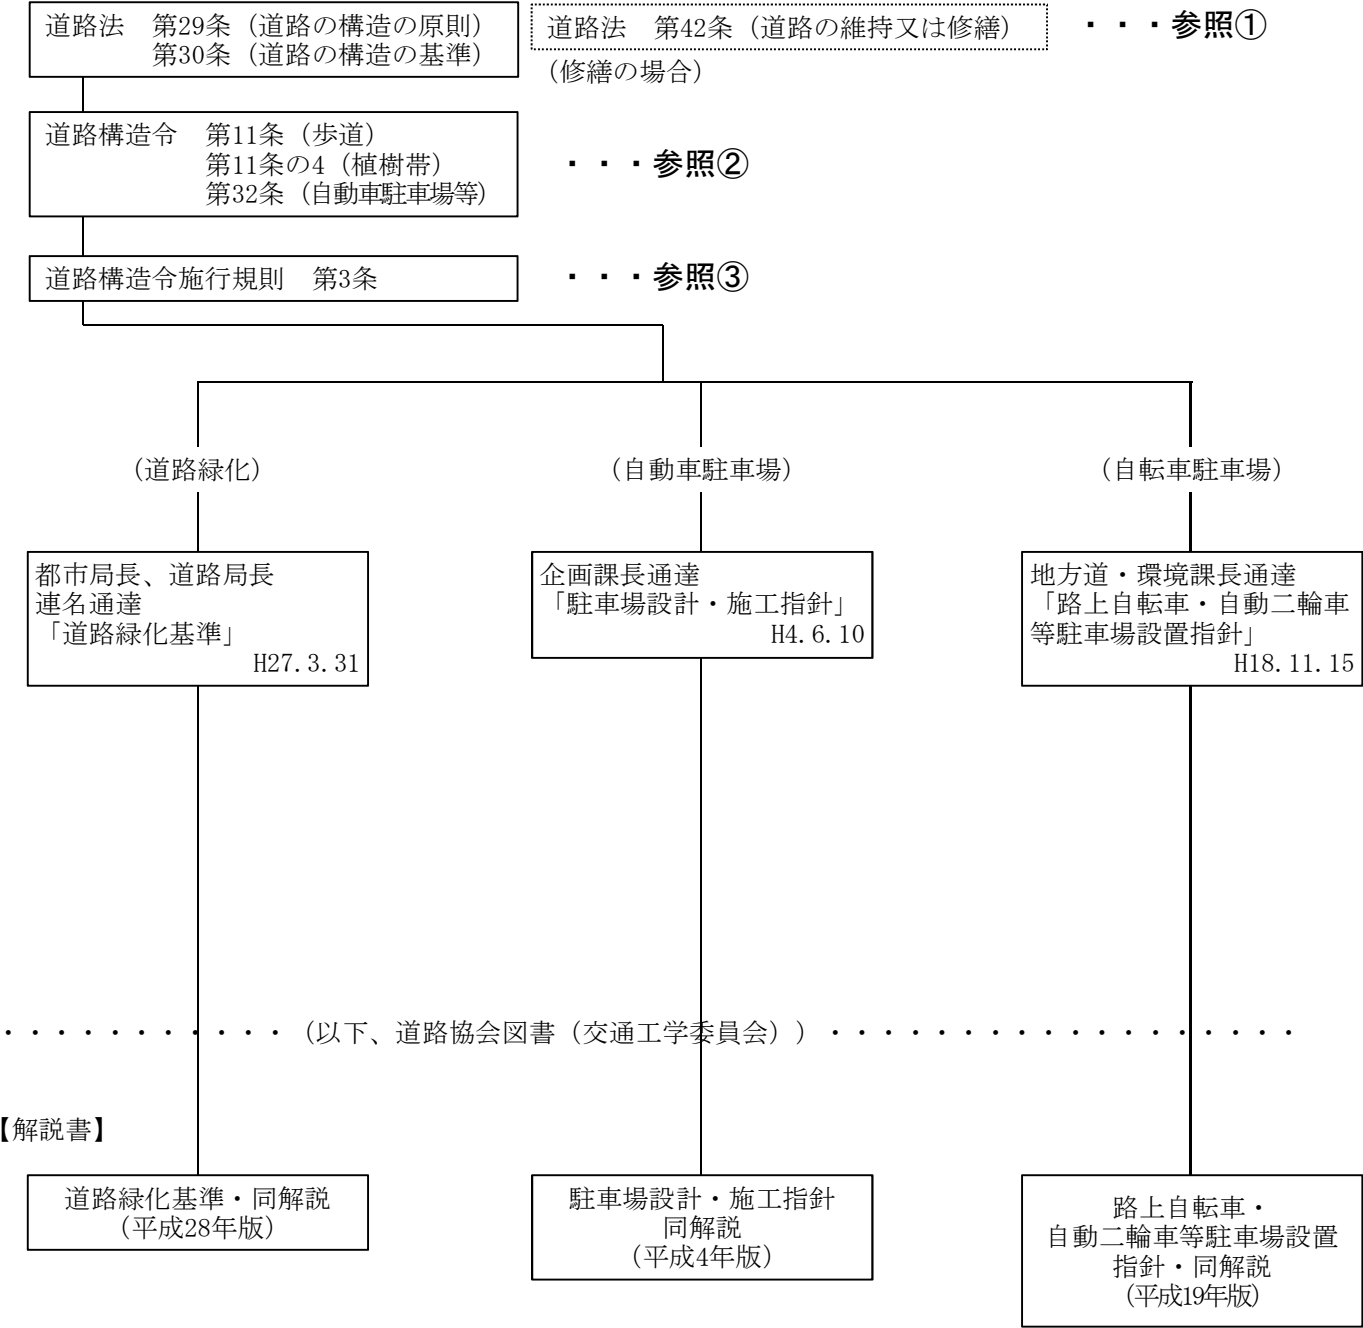 道路法　第29条（道路の構造の原則）
第30条（道路の構造の基準）
道路法　第42条（道路の維持又は修繕）
・・・参照①
（修繕の場合）
道路構造令　第11条（歩道）
第11条の4（植樹帯）
第32条（自動車駐車場等）
・・・参照②
道路構造令施行規則　第3条
・・・参照③
（道路緑化）
（自動車駐車場）
（自転車駐車場）
都市局長、道路局長
連名通達
「道路緑化基準」
H27.3.31
企画課長通達
「駐車場設計・施工指針」
H4.6.10
地方道・環境課長通達
「路上自転車・自動二輪車
等駐車場設置指針」
H18.11.15
・・・・・・・・・・・（以下、道路協会図書（交通工学委員会））・・・・・・・・・・・・・・・・・・
【解説書】
道路緑化基準・同解説
（平成28年版）
駐車場設計・施工指針
同解説
（平成4年版）
路上自転車・
自動二輪車等駐車場設置
指針・同解説
（平成19年版）